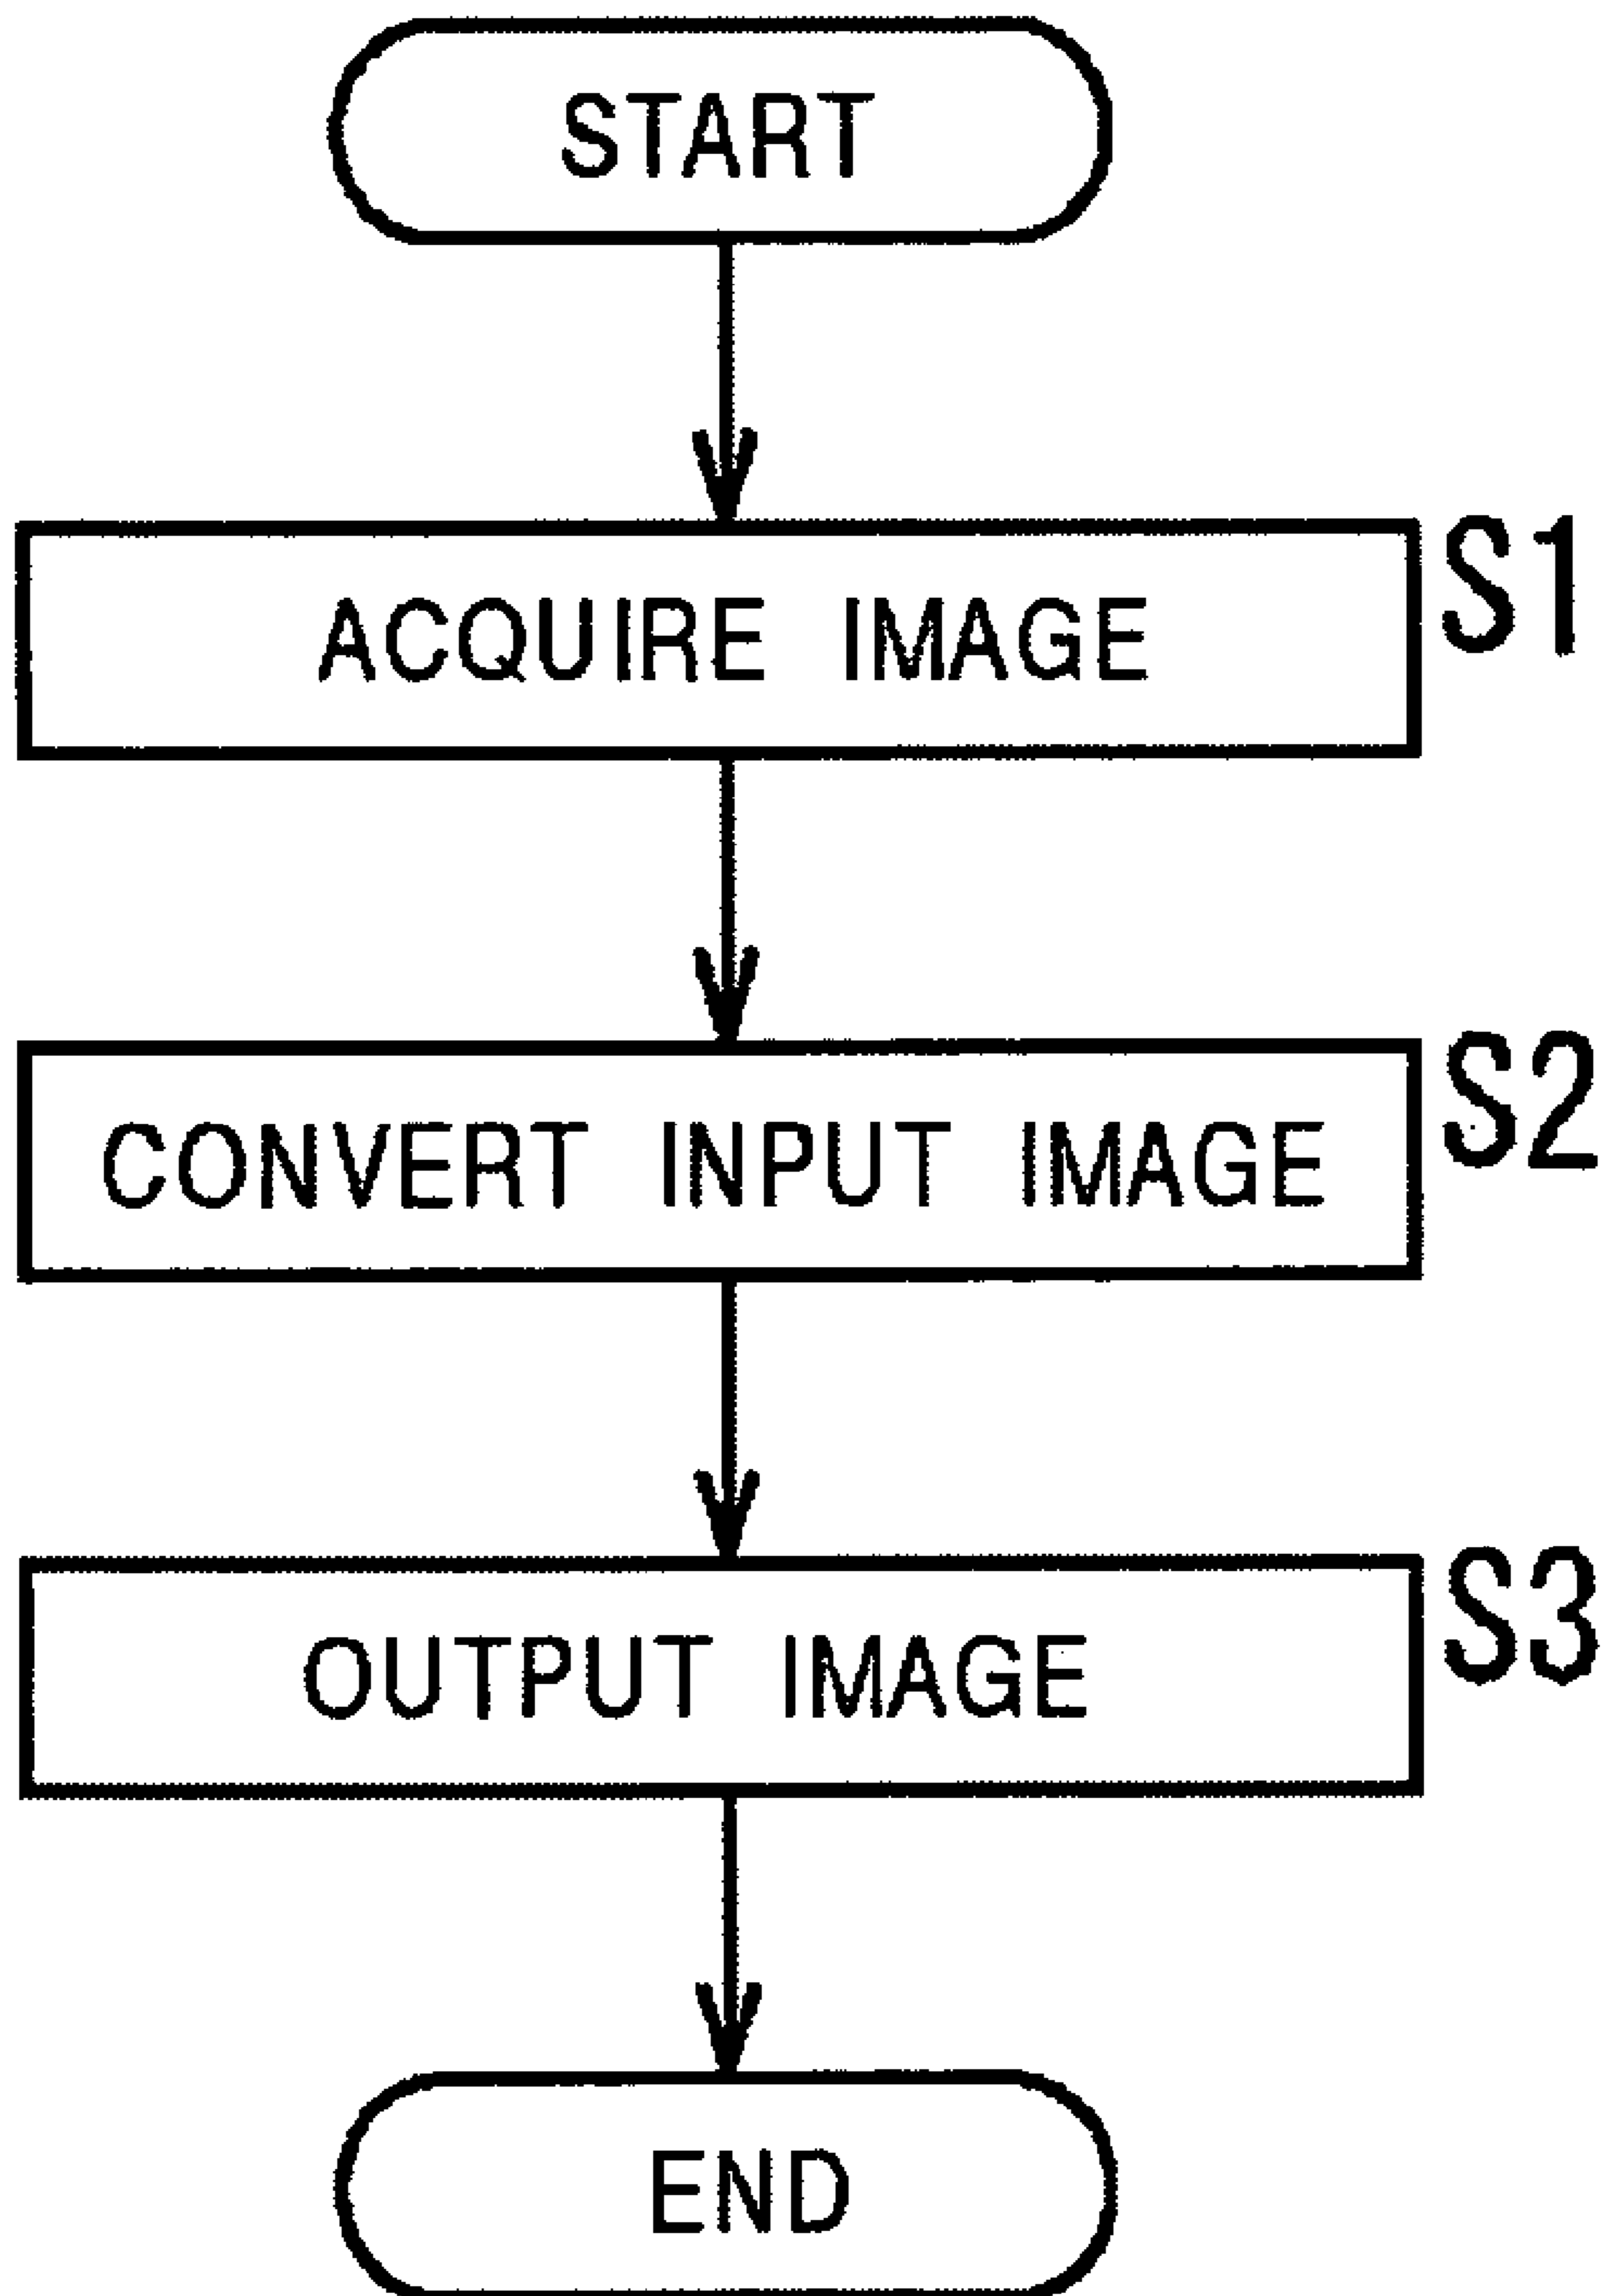 START
ACQUIRE IMAGE
S1
CONVERT INPUT IMAGE
S2
OUTPUT IMAGE
S3
END